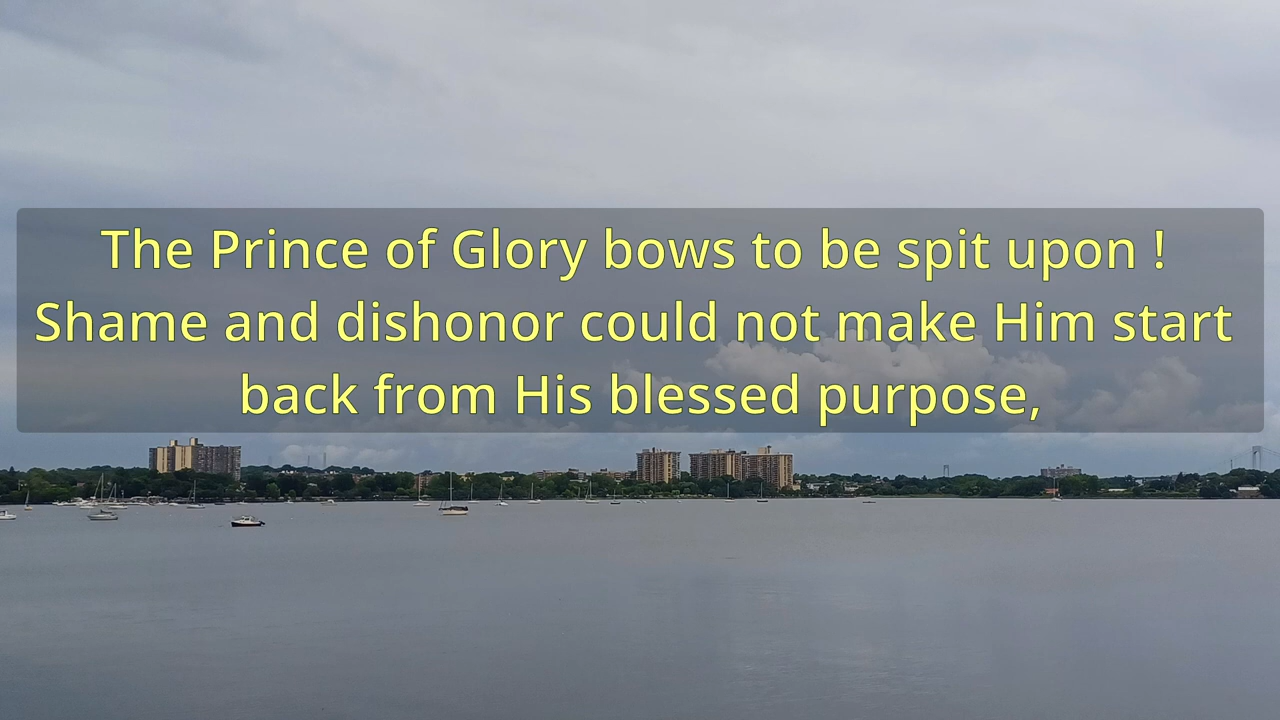 The Prince of Glory bows to be spit upon !
Shame and dishonor could not make Him start
back from His blessed purpose,